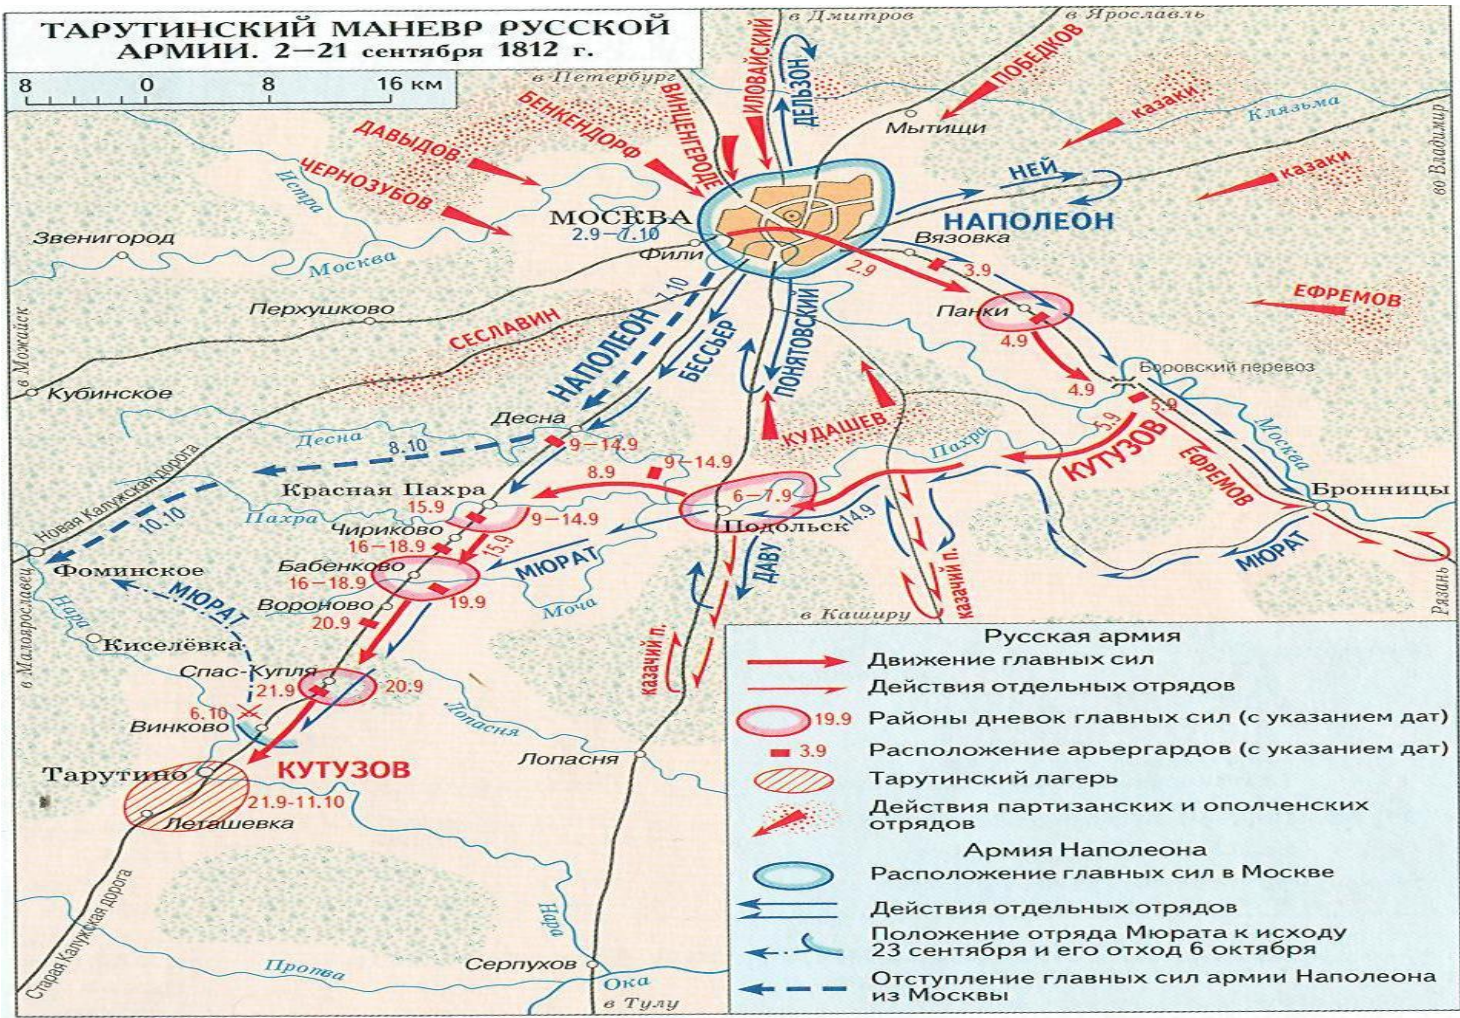 ТАРУТИНСКИЙ МАНЕВР РУССКОЙ
АРМИИ. 2—21 сентября 1812 г.
8 0 8 16 км
в Петербург
в Дмитров
в Ярославль
во Владимир
Клязьма
ДАВЫДОВ
БЕНКЕНДОРФ
ВИНЦЕНГЕРОДЕ
ИЛОВАЙСКИЙ
ДЕЛЬЗОН
ПОБЕДКОВ
казаки
казаки
Мытищи
ЧЕРНОЗУБОВ
Истра
НЕЙ
НАПОЛЕОН
МОСКВА
2.9—7.10
Фили
Звенигород
Москва
Вязовка
2.9
3.9
Перхушково
в Можайск
Кубинское
СЕСЛАВИН
НАПОЛЕОН 7.10
БЕССЬЕР
ПОНЯТОВСКИЙ
Панки
4.9
4.9
ЕФРЕМОВ
Боровский перевоз
5.9
5.9
КУТУЗОВ
ЕФРЕМОВ
Москва
КУДАШЕВ
Пахра
Десна
Десна
8.10
9—14.9
8.9
9—14.9
Новая Калужская дорога
10.10
Красная Пахра
Пахра
15.9
9—14.9
6—7.9
Подольск
14.9
Бронницы
Чириково
16—18.9
15.9
Бабенково
16—18.9
Фоминское
МЮРАТ
ДАВУ
МЮРАТ
Рязань
Моча
Вороново
19.9
20.9
МЮРАТ
Нара
Киселёвка
в Малоярославец
казачий п.
казачий п.
в Каширу
Спас-Купля
21.9
20.9
6.10
Винково
Лопасня
Лопасня
Тарутино
КУТУЗОВ
21.9-11.10
Леташевка
Старая Калужская дорога
Протва
Нара
Серпухов
Ока
в Тулу
Русская армия
Движение главных сил
Действия отдельных отрядов
19.9 Районы дневок главных сил (с указанием дат)
3.9 Расположение арьергардов (с указанием дат)
Тарутинский лагерь
Действия партизанских и ополченских
отрядов
Армия Наполеона
Расположение главных сил в Москве
Действия отдельных отрядов
Положение отряда Мюрата к исходу
23 сентября и его отход 6 октября
Отступление главных сил армии Наполеона
из Москвы